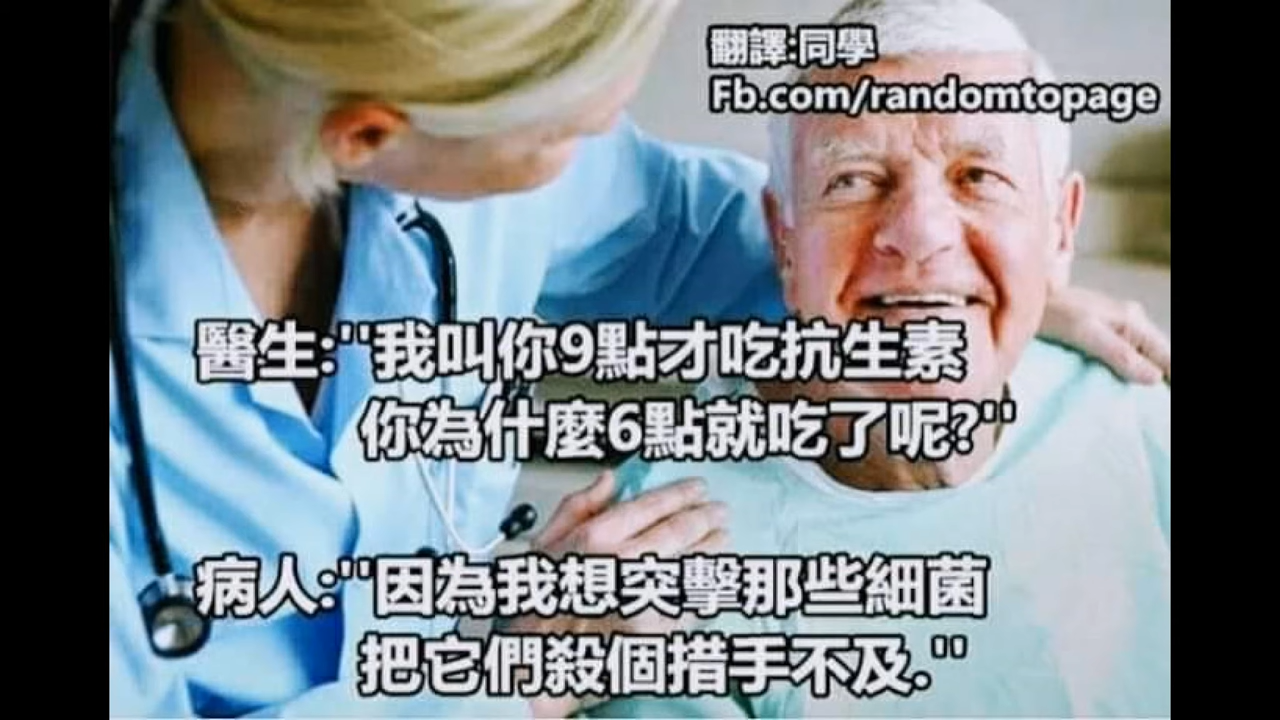 翻譯:同學
Fb.com/randomtopage
醫生:''我叫你9點才吃抗生素
你為什麼6點就吃了呢?''
病人:''因為我想突擊那些細菌
把它們殺個措手不及.''